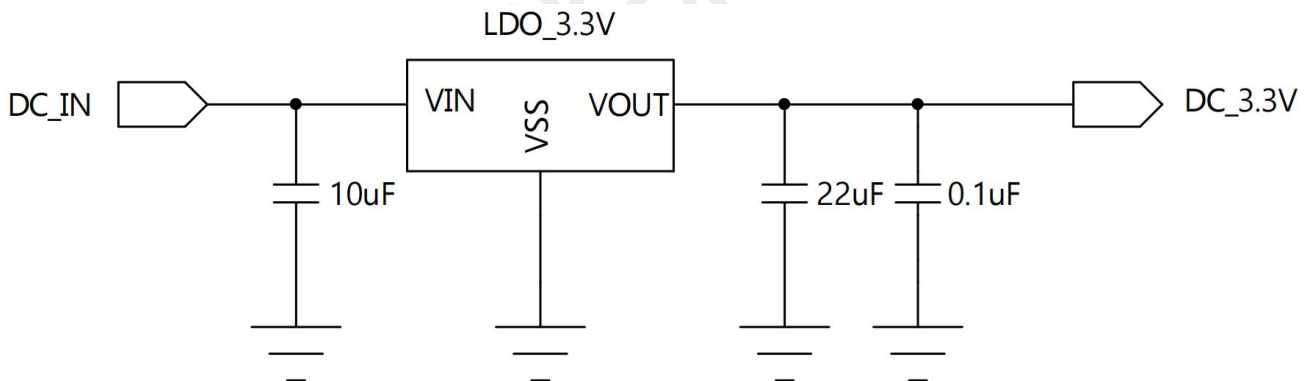 LDO_3.3V
DC_IN
VIN
VSS
VOUT
DC_3.3V
10uF
22uF
0.1uF